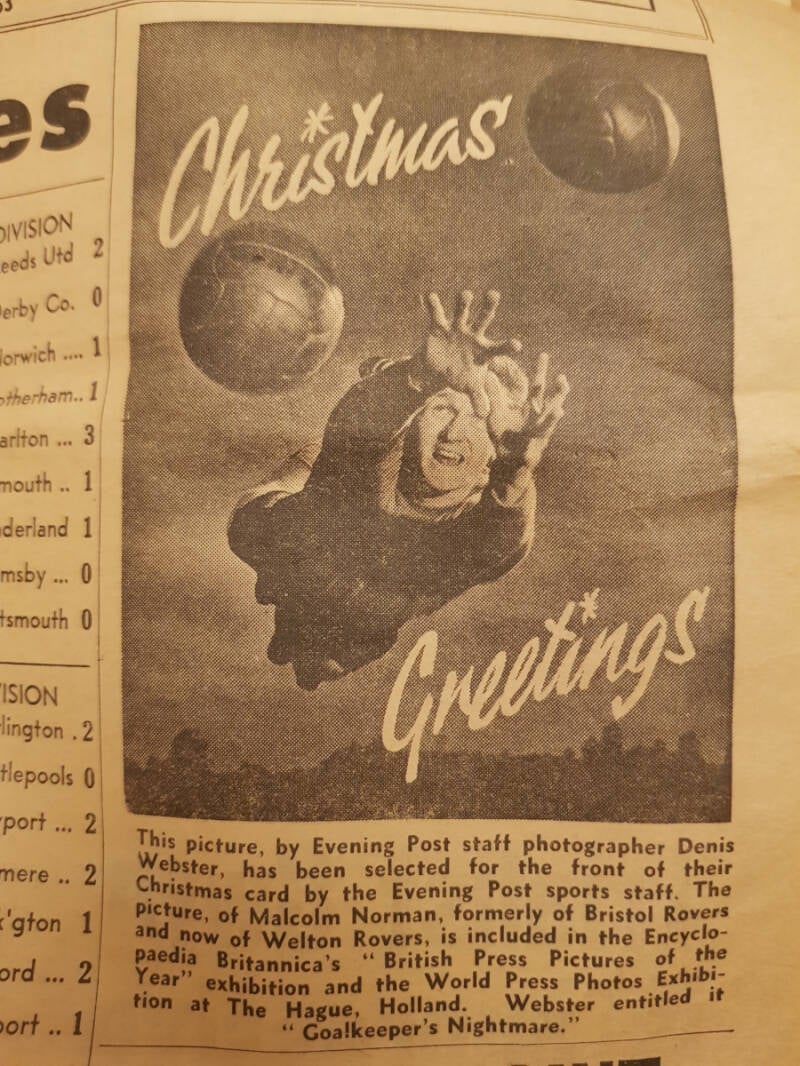 es
DIVISION
eeds Utd 2
erby Co. 0
lorwich .... 1
otherham.. 1
arlton ... 3
mouth .. 1
derland 1
msby ... 0
tsmouth 0
ISION
lington . 2
tlepools 0
port ... 2
mere .. 2
k'gton 1
ord ... 2
port .. 1
Christmas
Greetings
This picture, by Evening Post staff photographer Denis
Webster, has been selected for the front of their
Christmas card by the Evening Post sports staff. The
picture, of Malcolm Norman, formerly of Bristol Rovers
and now of Welton Rovers, is included in the Encyclo-
paedia Britannica's "British Press Pictures of the
Year" exhibition and the World Press Photos Exhibi-
tion at The Hague, Holland. Webster entitled it
"Goalkeeper's Nightmare."